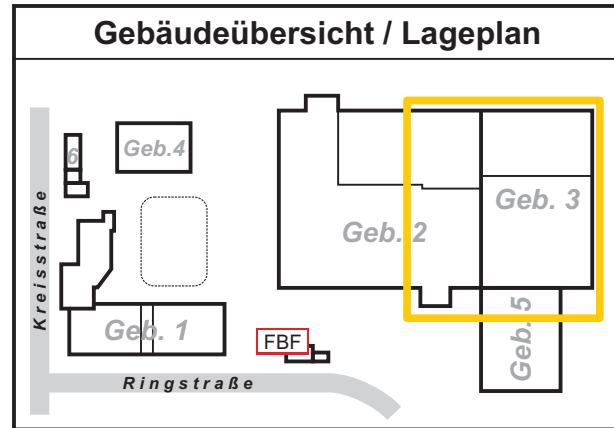 Gebäudeübersicht / Lageplan
6
Geb.4
Kreisstraße
Geb. 2
Geb. 3
Geb. 1
FBF
Geb. 5
Ringstraße